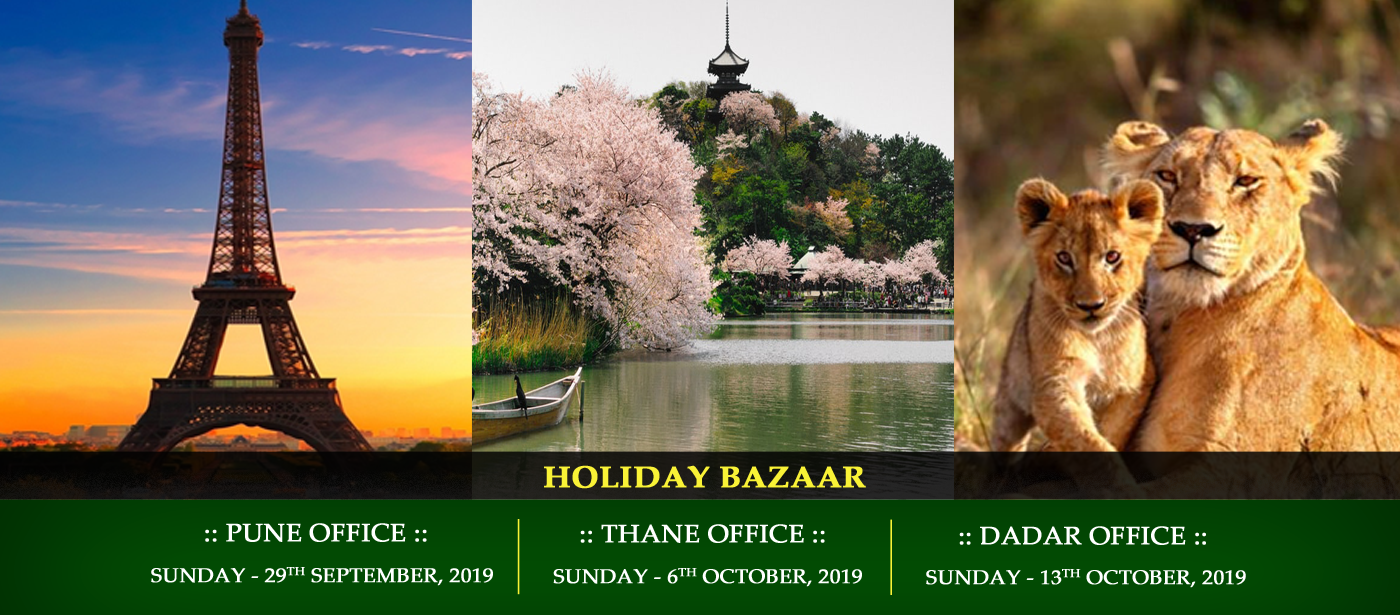 HOLIDAY BAZAAR
:: PUNE OFFICE ::
SUNDAY - 29TH SEPTEMBER, 2019
:: THANE OFFICE ::
SUNDAY - 6TH OCTOBER, 2019
:: DADAR OFFICE ::
SUNDAY - 13TH OCTOBER, 2019